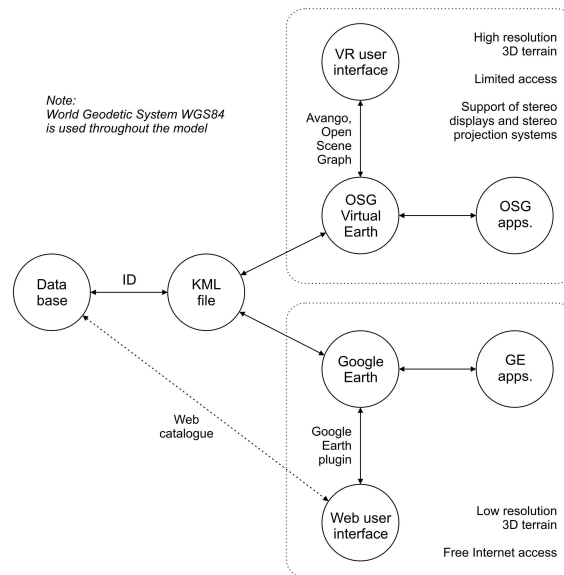 High resolution
3D terrain
Limited access
Support of stereo
displays and stereo
projection systems
VR user
interface
Note:
World Geodetic System WGS84
is used throughout the model
Avango,
Open
Scene
Graph
OSG
Virtual
Earth
OSG
apps.
Data
base
ID
KML
file
Google
Earth
GE
apps.
Web
catalogue
Google
Earth
plugin
Web user
interface
Low resolution
3D terrain
Free Internet access